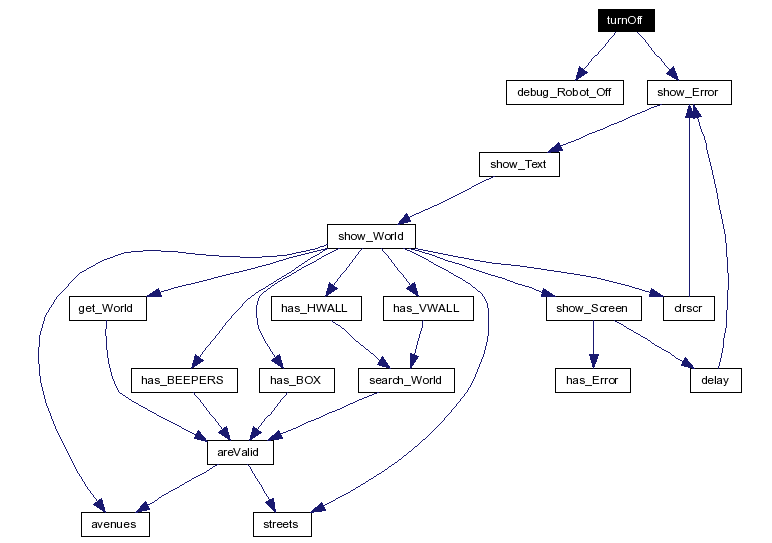 turnOff
debug_Robot_Off
show_Error
show_Text
show_World
get_World
has_HWALL
has_VWALL
show_Screen
clrscr
has_BEEPERS
has_BOX
search_World
has_Error
delay
areValid
avenues
streets